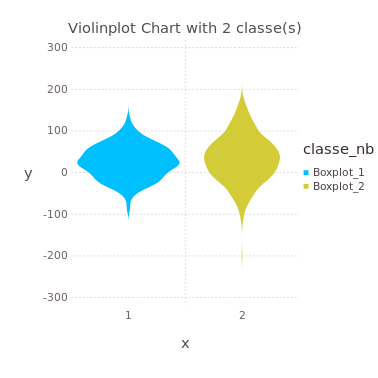 Violinplot Chart with 2 classe(s)
300
200
100
0
-100
-200
-300
y
1
2
x
classe_nb
Boxplot_1
Boxplot_2